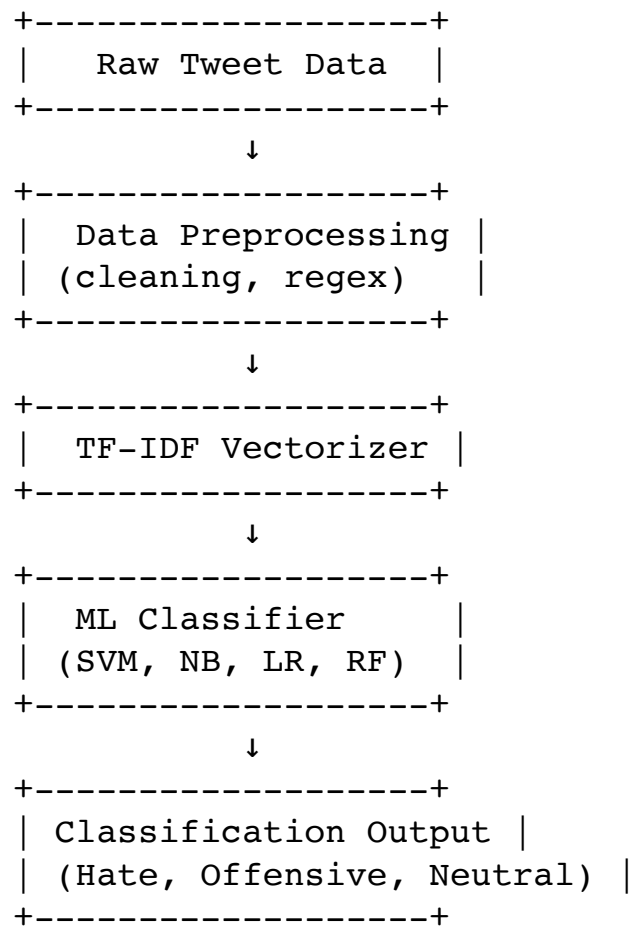 +-------------------+
|   Raw Tweet Data  |
+-------------------+
↓
+-------------------+
|  Data Preprocessing |
| (cleaning, regex)   |
+-------------------+
↓
+-------------------+
|  TF-IDF Vectorizer |
+-------------------+
↓
+-------------------+
|  ML Classifier     |
| (SVM, NB, LR, RF)  |
+-------------------+
↓
+-------------------+
| Classification Output |
| (Hate, Offensive, Neutral) |
+-------------------+